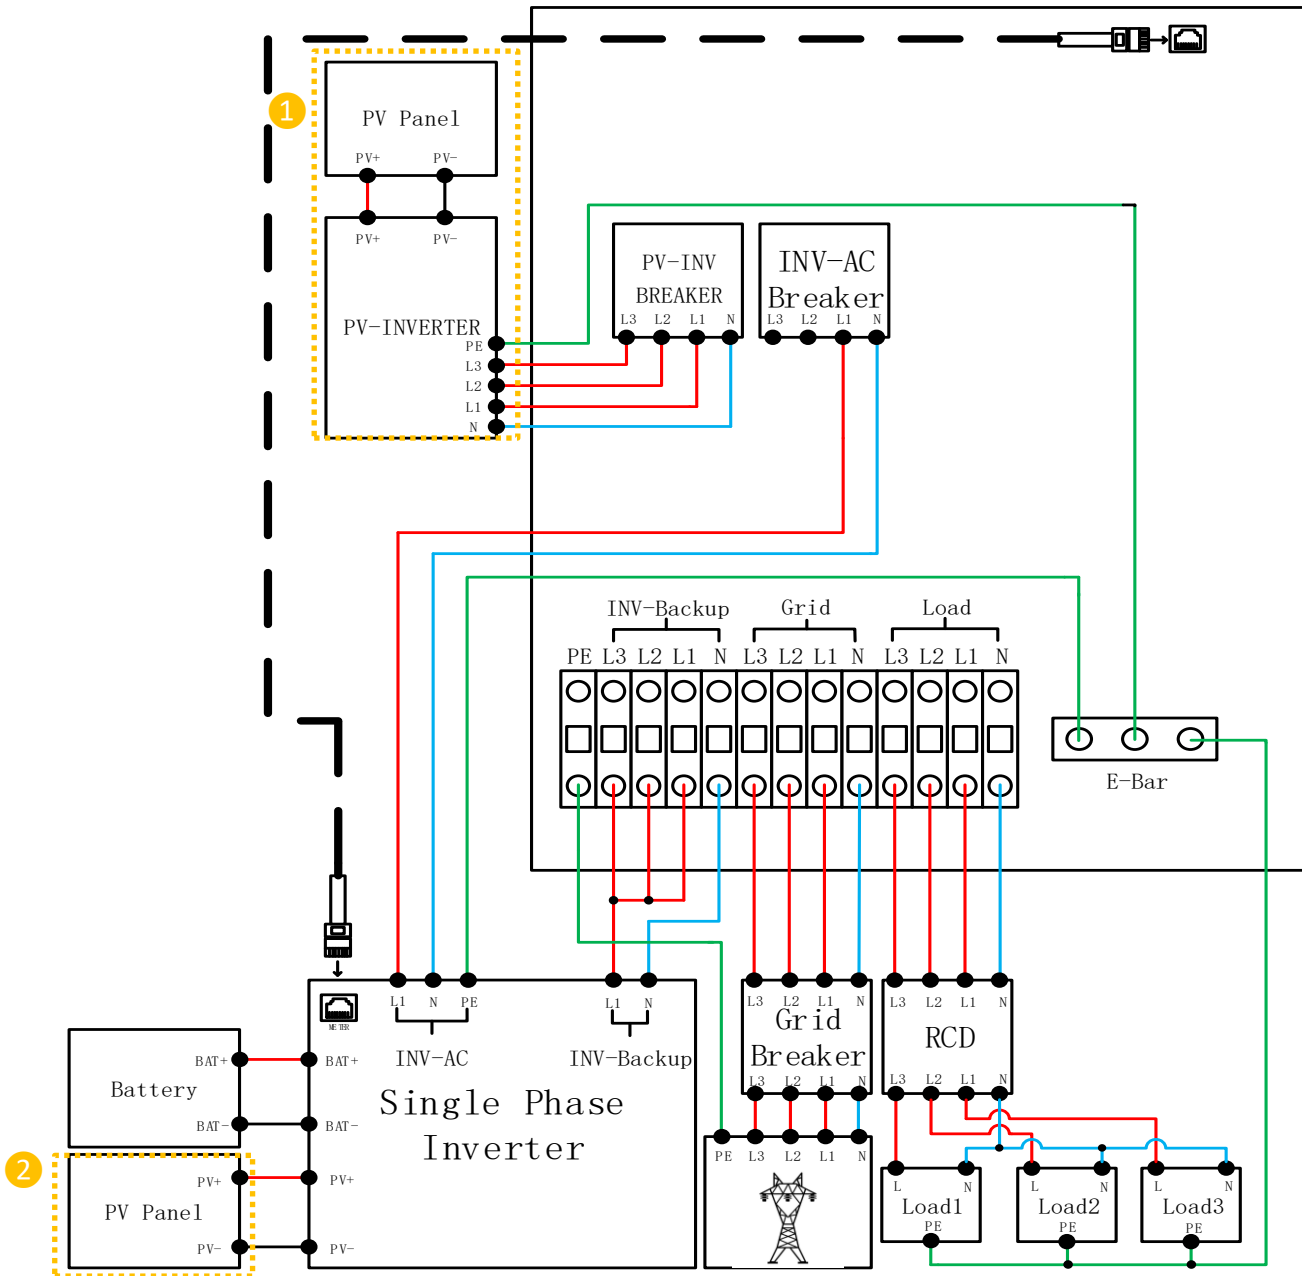 1
PV Panel
PV+ PV-
PV+ PV-
PV-INVERTER
PE
L3
L2
L1
N
PV-INV
BREAKER
L3 L2 L1 N
INV-AC
Breaker
L3 L2 L1 N
INV-Backup Grid Load
PE L3 L2 L1 N L3 L2 L1 N L3 L2 L1 N
E-Bar
METER
L1 N PE
INV-AC
L1 N
INV-Backup
Single Phase
Inverter
BAT+
BAT-
PV+
PV-
Battery
BAT+
BAT-
2
PV Panel
PV+
PV-
L3 L2 L1 N
Grid
Breaker
L3 L2 L1 N
PE L3 L2 L1 N
L3 L2 L1 N
RCD
L3 L2 L1 N
L N
Load1
PE
L N
Load2
PE
L N
Load3
PE